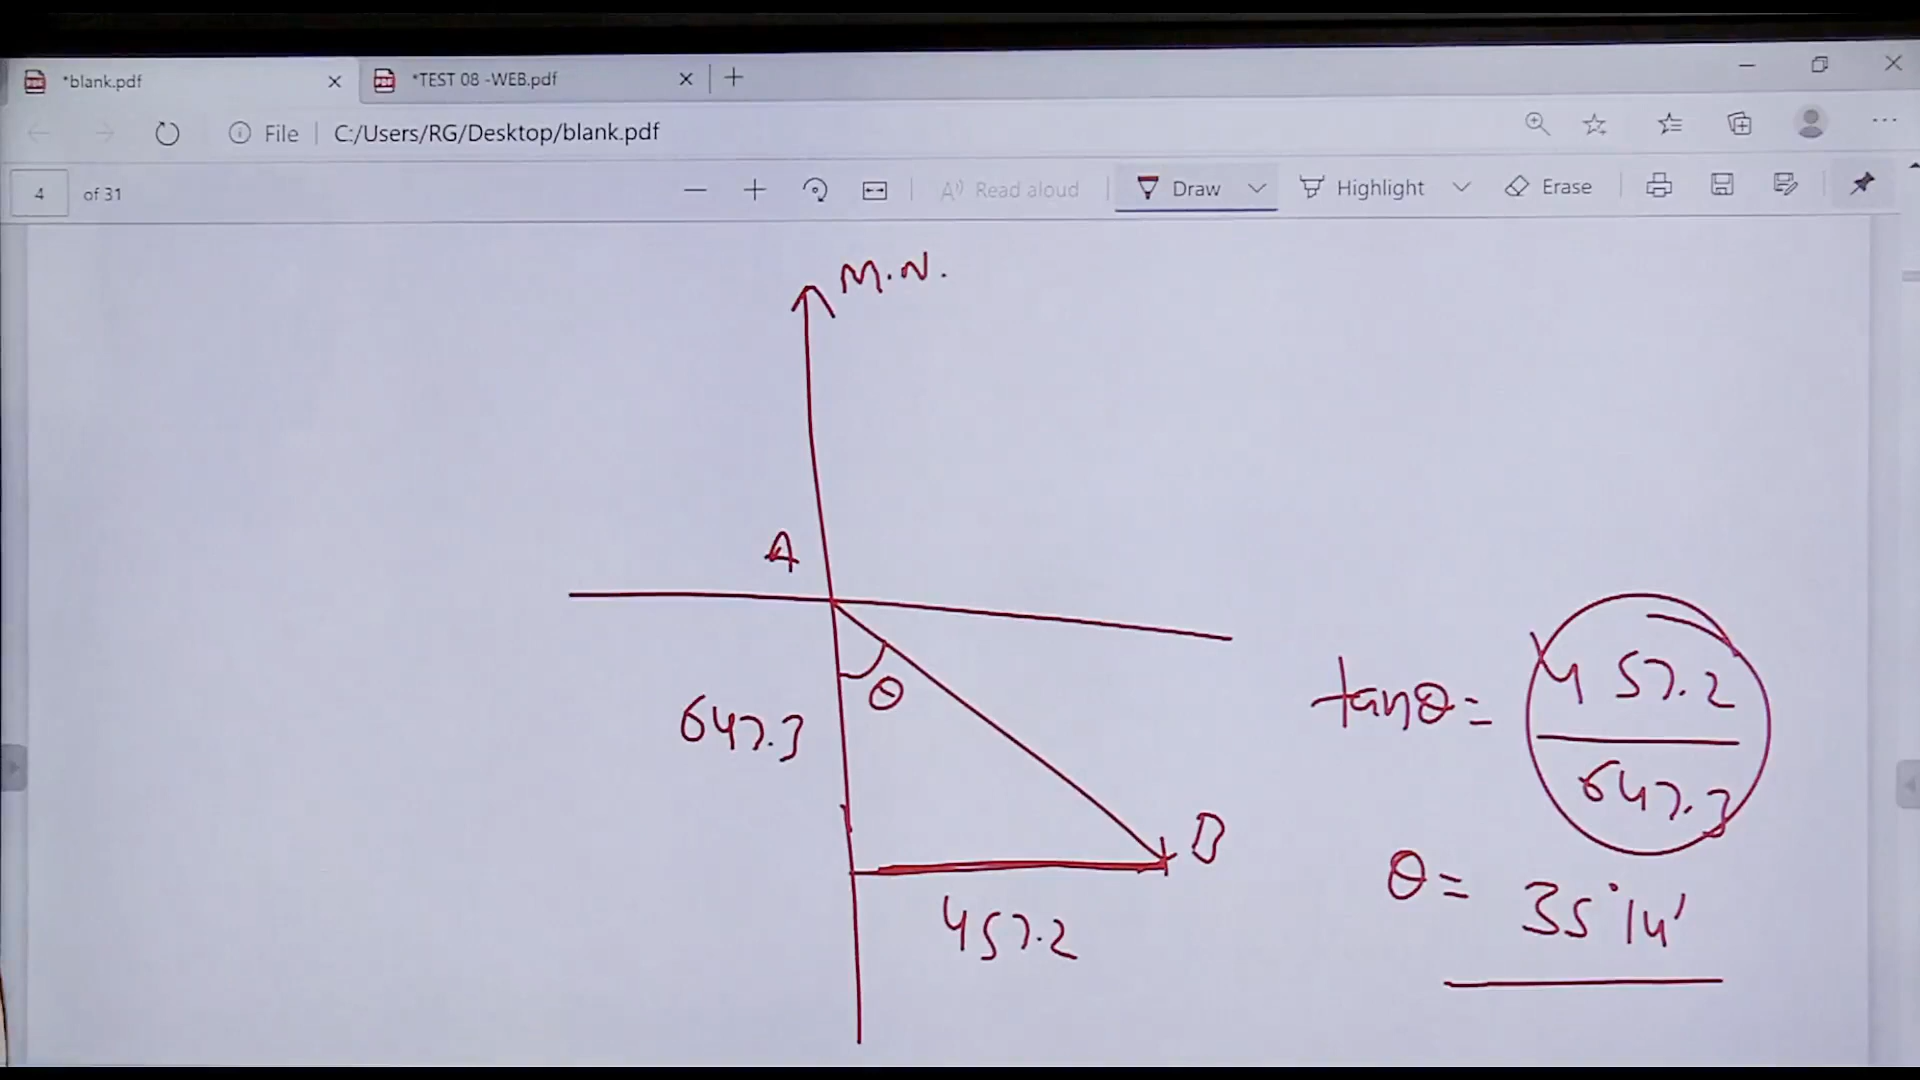 *blank.pdf
*TEST 08 -WEB.pdf
File
C:/Users/RG/Desktop/blank.pdf
4 of 31
Read aloud
Draw
Highlight
Erase
M.N.
A
θ
647.3
B
457.2
tanθ = 457.2
647.3
θ = 35°14'